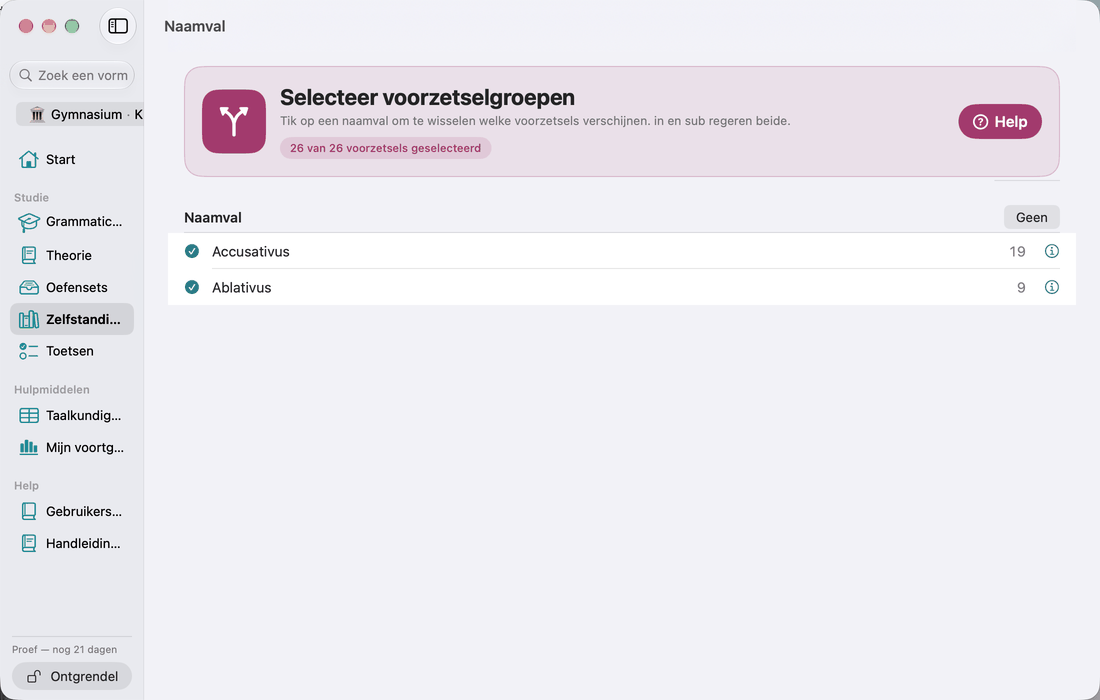 Naamval
Zoek een vorm
Gymnasium · K
Start
Studie
Grammatic...
Theorie
Oefensets
Zelfstandi...
Toetsen
Hulpmiddelen
Taalkundig...
Mijn voortg...
Help
Gebruikers...
Handleidin...
Proef — nog 21 dagen
Ontgrendel
Selecteer voorzetselgroepen
Tik op een naamval om te wisselen welke voorzetsels verschijnen. in en sub regeren beide.
26 van 26 voorzetsels geselecteerd
Help
Naamval
Geen
Accusativus 19
Ablativus 9